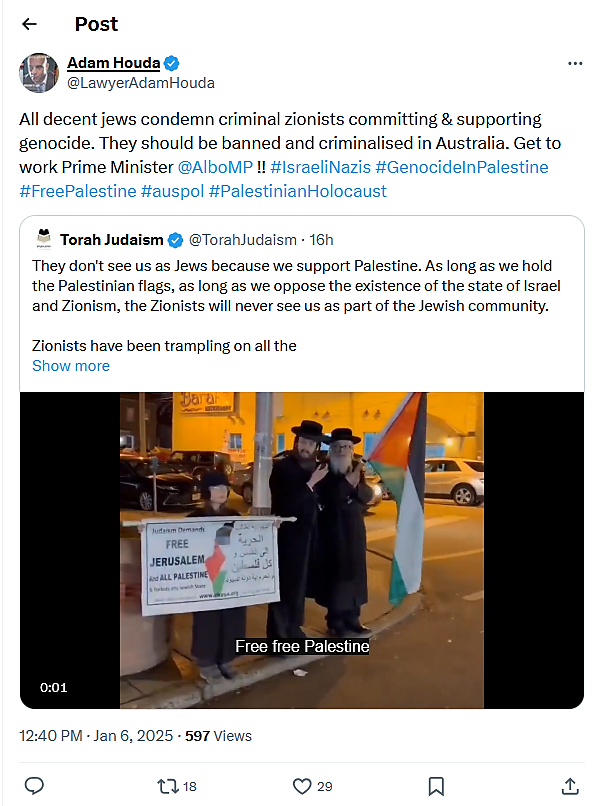 Post
Adam Houda
@LawyerAdamHouda
All decent jews condemn criminal zionists committing & supporting
genocide. They should be banned and criminalised in Australia. Get to
work Prime Minister @AlboMP !! #IsraeliNazis #GenocideInPalestine
#FreePalestine #auspol #PalestinianHolocaust
Torah Judaism @TorahJudaism · 16h
They don't see us as Jews because we support Palestine. As long as we hold
the Palestinian flags, as long as we oppose the existence of the state of Israel
and Zionism, the Zionists will never see us as part of the Jewish community.
Zionists have been trampling on all the
Show more
Judaism Demands
FREE
JERUSALEM
And ALL PALESTINE
الحرية
كل فلسطين
Free free Palestine
0:01
12:40 PM · Jan 6, 2025 · 597 Views
18
29